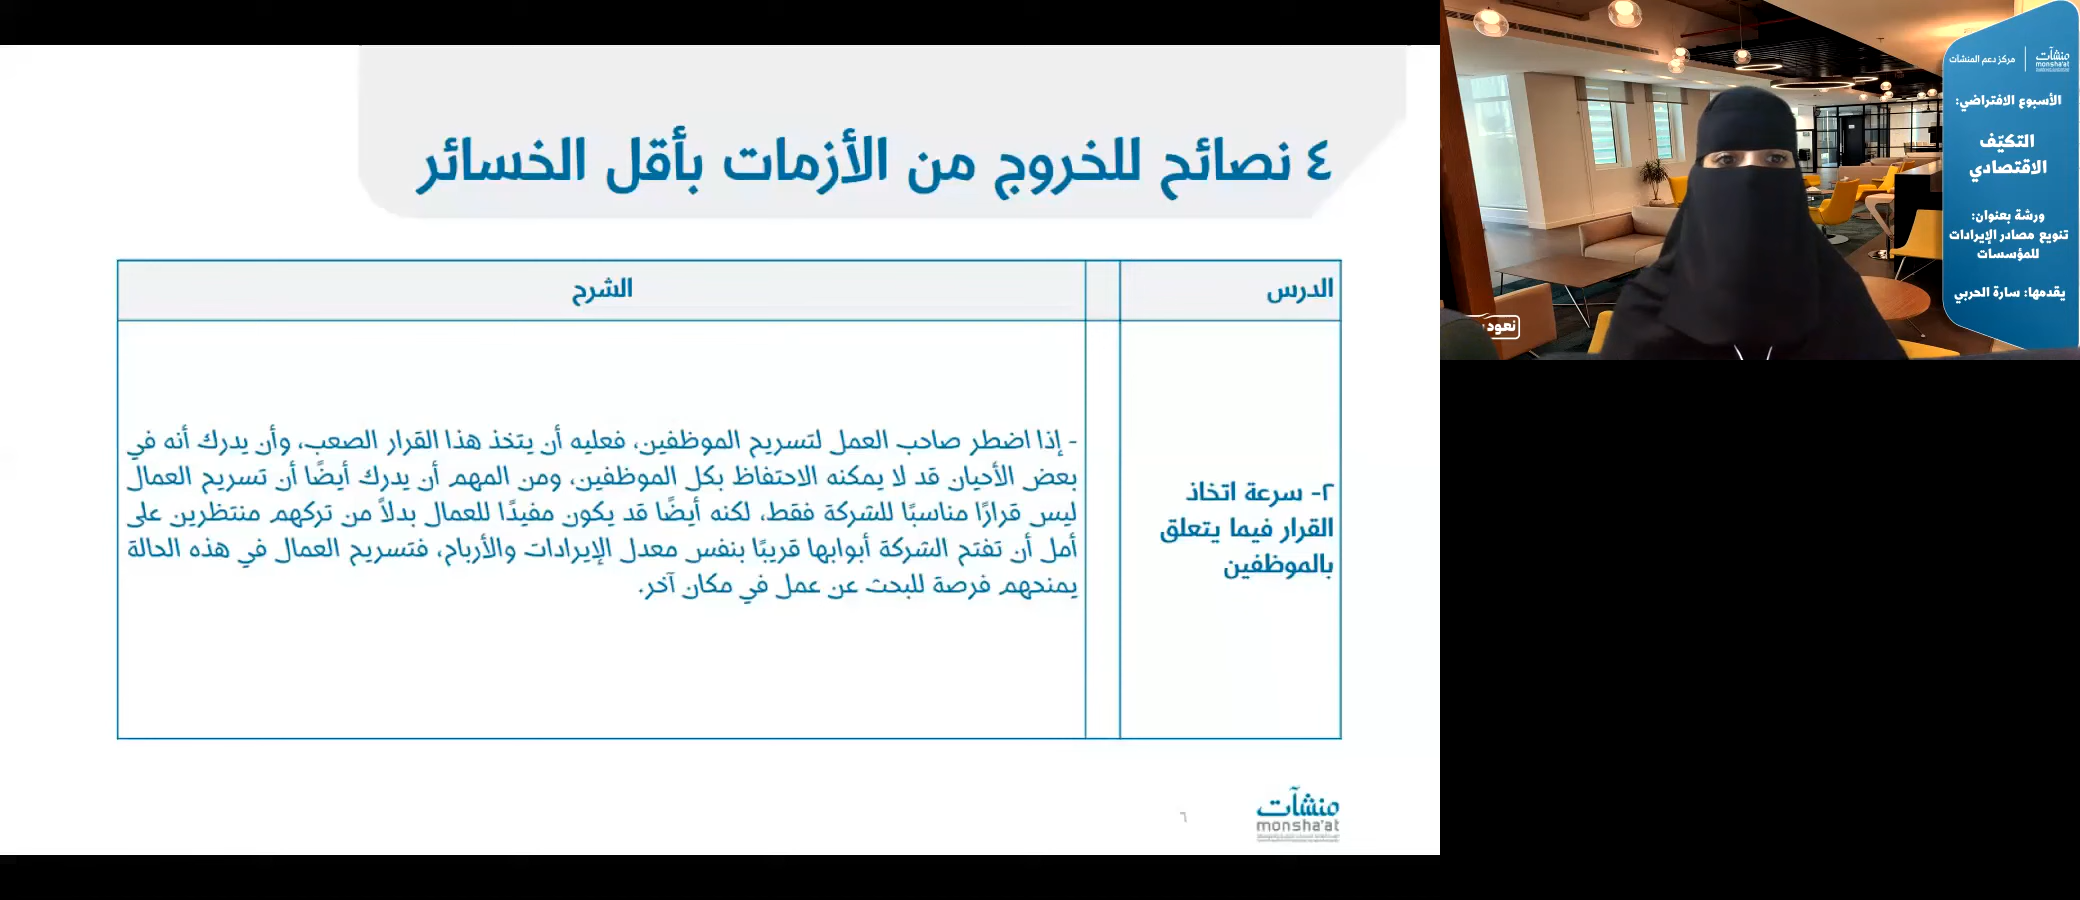 ٤ نصائح للخروج من الأزمات بأقل الخسائر
الدرس
الشرح
٢- سرعة اتخاذ
القرار فيما يتعلق
بالموظفين
- إذا اضطر صاحب العمل لتسريح الموظفين، فعليه أن يتخذ هذا القرار الصعب، وأن يدرك أنه في
بعض الأحيان قد لا يمكنه الاحتفاظ بكل الموظفين، ومن المهم أن يدرك أيضًا أن تسريح العمال
ليس قرارًا مناسبًا للشركة فقط، لكنه أيضًا قد يكون مفيدًا للعمال بدلاً من تركهم منتظرين على
أمل أن تفتح الشركة أبوابها قريبًا بنفس معدل الإيرادات والأرباح، فتسريح العمال في هذه الحالة
يمنحهم فرصة للبحث عن عمل في مكان آخر.
منشآت
monsha'at
٦
منشآت
monsha'at
مركز دعم المنشآت
الأسبوع الافتراضي:
التكيّف
الاقتصادي
ورشة بعنوان:
تنويع مصادر الإيرادات
للمؤسسات
يقدمها: سارة الحربي
نعود